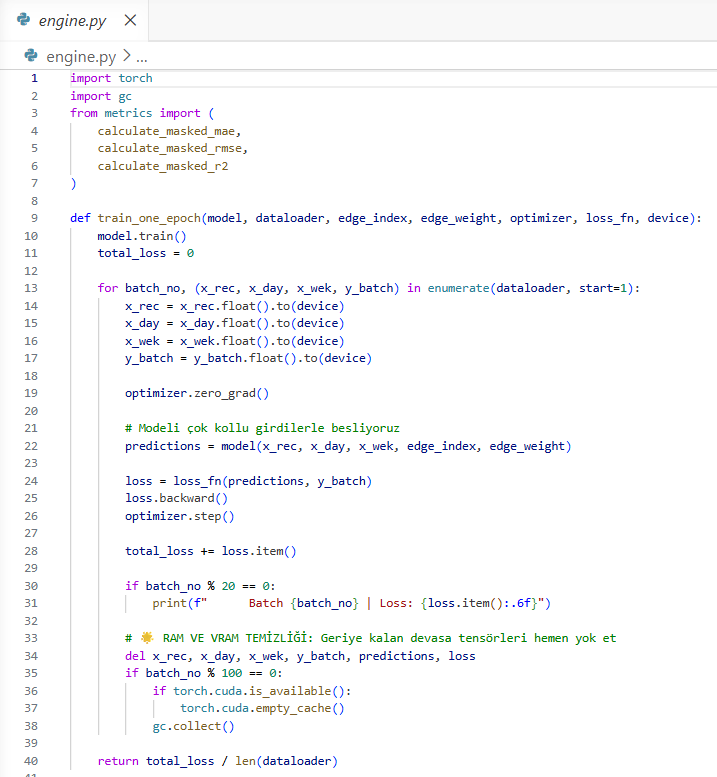 engine.py
engine.py > ...
1 import torch
2 import gc
3 from metrics import (
4     calculate_masked_mae,
5     calculate_masked_rmse,
6     calculate_masked_r2
7 )
8
9 def train_one_epoch(model, dataloader, edge_index, edge_weight, optimizer, loss_fn, device):
10     model.train()
11     total_loss = 0
12
13     for batch_no, (x_rec, x_day, x_wek, y_batch) in enumerate(dataloader, start=1):
14         x_rec = x_rec.float().to(device)
15         x_day = x_day.float().to(device)
16         x_wek = x_wek.float().to(device)
17         y_batch = y_batch.float().to(device)
18
19         optimizer.zero_grad()
20
21         # Modeli çok kollu girdilerle besliyoruz
22         predictions = model(x_rec, x_day, x_wek, edge_index, edge_weight)
23
24         loss = loss_fn(predictions, y_batch)
25         loss.backward()
26         optimizer.step()
27
28         total_loss += loss.item()
29
30         if batch_no % 20 == 0:
31             print(f"      Batch {batch_no} | Loss: {loss.item():.6f}")
32
33         # 🌟 RAM VE VRAM TEMİZLİĞİ: Geriye kalan devasa tensörleri hemen yok et
34         del x_rec, x_day, x_wek, y_batch, predictions, loss
35         if batch_no % 100 == 0:
36             if torch.cuda.is_available():
37                 torch.cuda.empty_cache()
38             gc.collect()
39
40     return total_loss / len(dataloader)